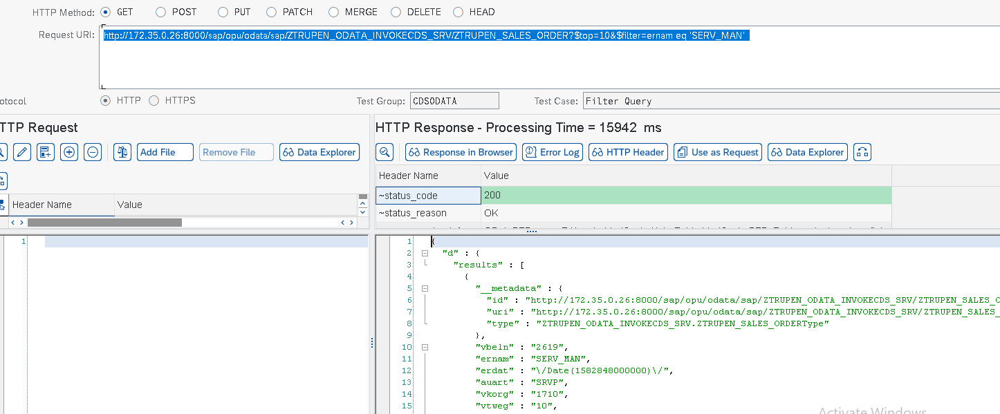 HTTP Method: GET POST PUT PATCH MERGE DELETE HEAD
Request URI: http://172.35.0.26:8000/sap/opu/odata/sap/ZTRUPEN_ODATA_INVOKECDS_SRV/ZTRUPEN_SALES_ORDER?$top=10&$filter=ernam eq 'SERV_MAN'
otocol HTTP HTTPS Test Group: CDSODATA Test Case: Filter Query
TTP Request
HTTP Response - Processing Time = 15942 ms
Add File Remove File Data Explorer
Response in Browser Error Log HTTP Header Use as Request Data Explorer
Header Name Value
Header Name Value
~status_code 200
~status_reason OK
1
1 {
2 "d" : {
3 "results" : [
4 {
5 "__metadata" : {
6 "id" : "http://172.35.0.26:8000/sap/opu/odata/sap/ZTRUPEN_ODATA_INVOKECDS_SRV/ZTRUPEN_SALES_O
7 "uri" : "http://172.35.0.26:8000/sap/opu/odata/sap/ZTRUPEN_ODATA_INVOKECDS_SRV/ZTRUPEN_SALES_
8 "type" : "ZTRUPEN_ODATA_INVOKECDS_SRV.ZTRUPEN_SALES_ORDERType"
9 },
10 "vbeln" : "2619",
11 "ernam" : "SERV_MAN",
12 "erdat" : "\/Date(1582848000000)\/",
13 "auart" : "SRVP",
14 "vkorg" : "1710",
15 "vtweg" : "10",
Activate Windows